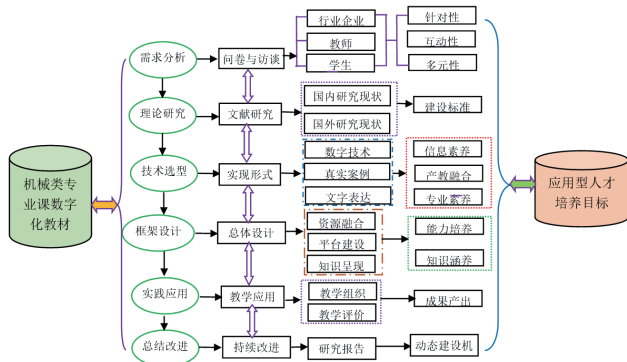 机械类专
业课数字
化教材
需求分析
问卷与访谈
行业企业
教师
学生
针对性
互动性
多元性
理论研究
文献研究
国内研究现状
国外研究现状
建设标准
技术选型
实现形式
数字技术
真实案例
文字表达
信息素养
产教融合
专业素养
框架设计
总体设计
资源融合
平台建设
知识呈现
能力培养
知识涵养
实践应用
教学应用
教学组织
教学评价
成果产出
总结改进
持续改进
研究报告
动态建设机
应用型人才
培养目标